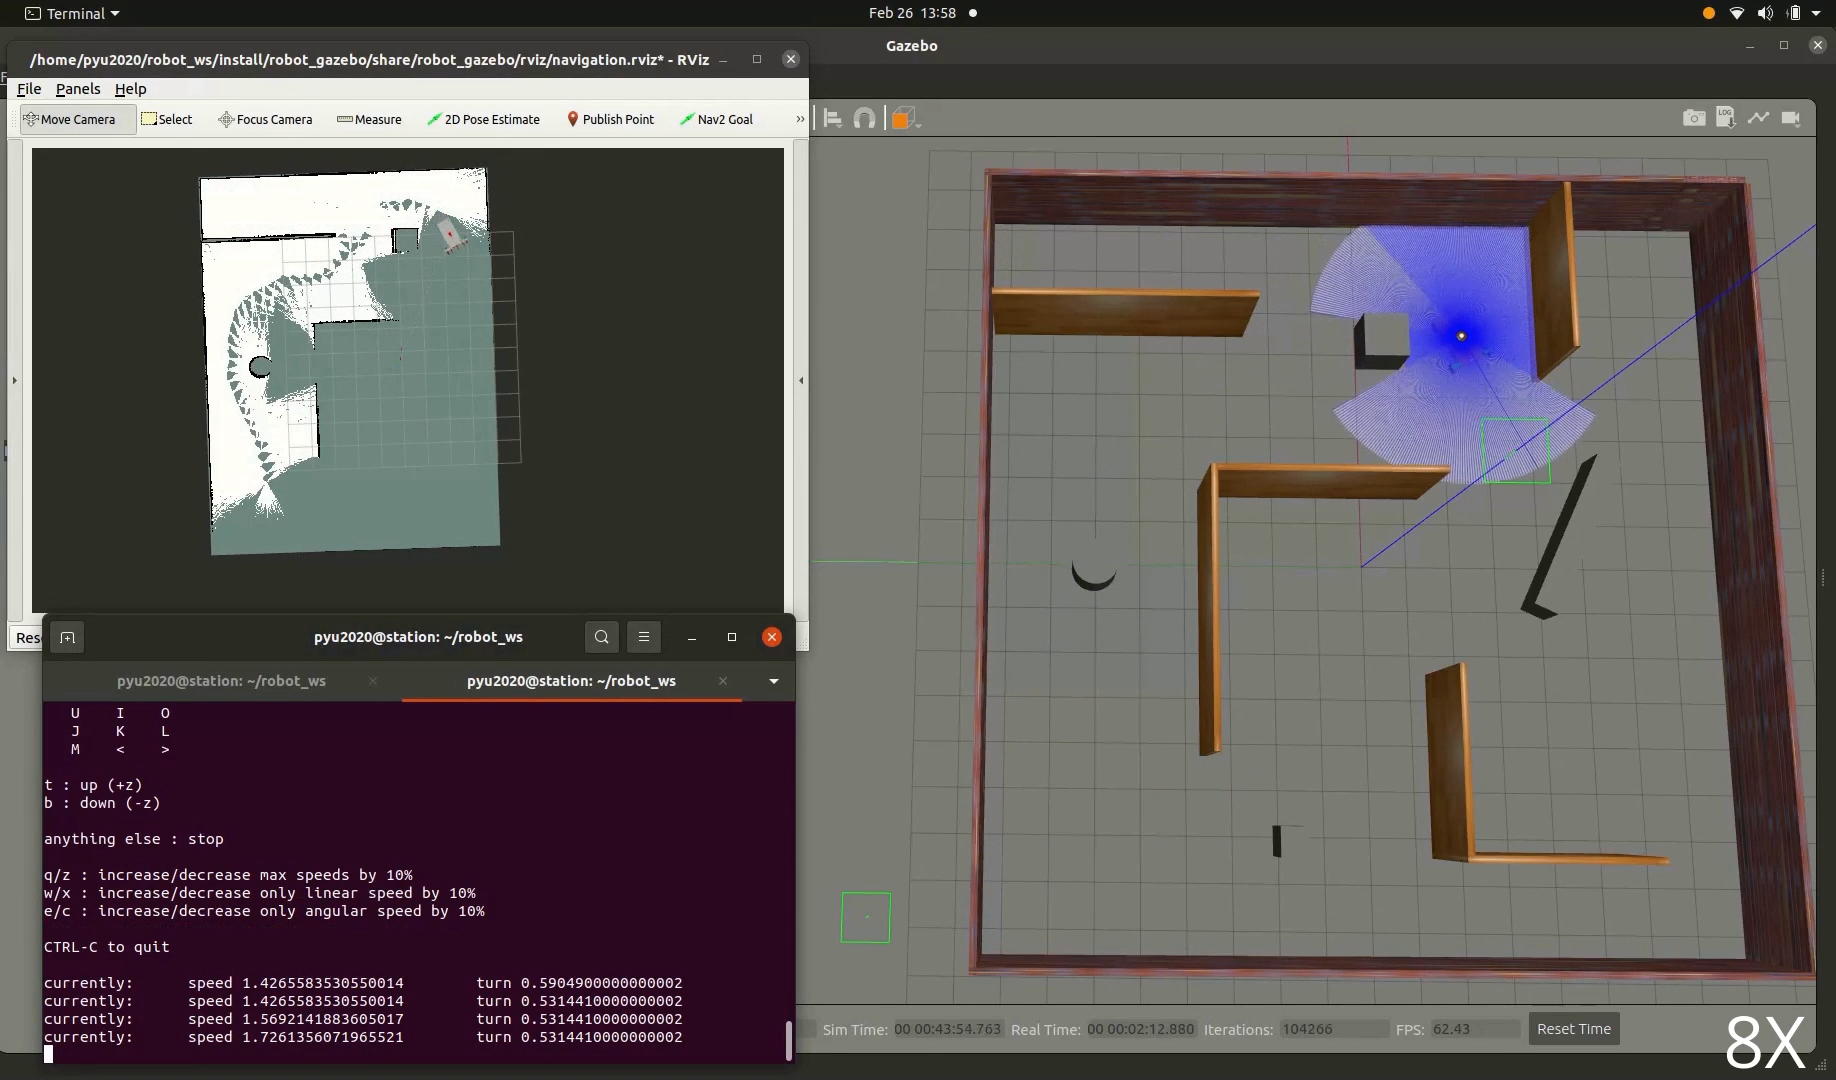 Terminal
Feb 26 13:58
/home/pyu2020/robot_ws/install/robot_gazebo/share/robot_gazebo/rviz/navigation.rviz* - RViz
Gazebo
File Panels Help
Move Camera Select Focus Camera Measure 2D Pose Estimate Publish Point Nav2 Goal »
LOG
Res
pyu2020@station: ~/robot_ws
pyu2020@station: ~/robot_ws pyu2020@station: ~/robot_ws
U I O
J K L
M < >
t : up (+z)
b : down (-z)
anything else : stop
q/z : increase/decrease max speeds by 10%
w/x : increase/decrease only linear speed by 10%
e/c : increase/decrease only angular speed by 10%
CTRL-C to quit
currently: speed 1.4265583530550014 turn 0.5904900000000002
currently: speed 1.4265583530550014 turn 0.5314410000000002
currently: speed 1.5692141883605017 turn 0.5314410000000002
currently: speed 1.7261356071965521 turn 0.5314410000000002
Sim Time: 00 00:43:54.763 Real Time: 00 00:02:12.880 Iterations: 104266 FPS: 62.43 Reset Time
8X